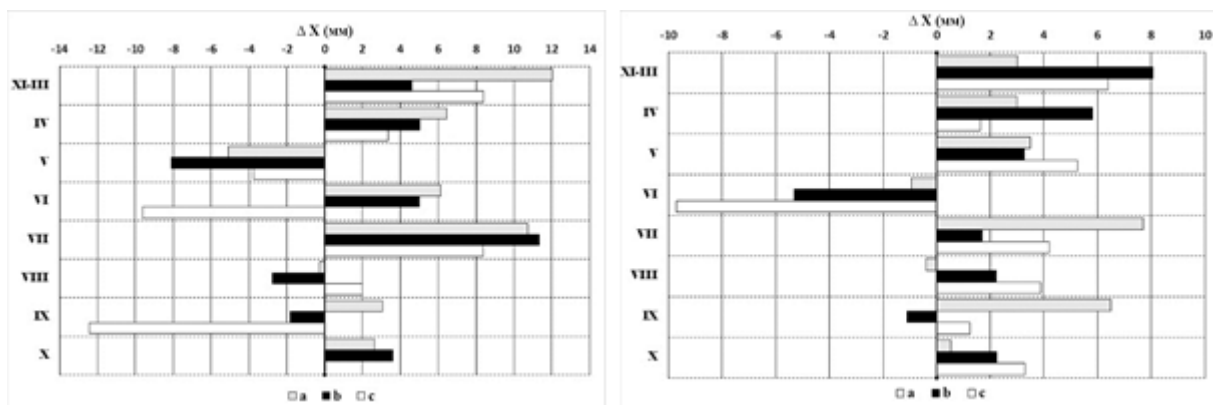 Δ X (мм)
-14 -12 -10 -8 -6 -4 -2 0 2 4 6 8 10 12 14
XI-III
IV
V
VI
VII
VIII
IX
X
a b c
Δ X (мм)
-10 -8 -6 -4 -2 0 2 4 6 8 10
XI-III
IV
V
VI
VII
VIII
IX
X
a b c